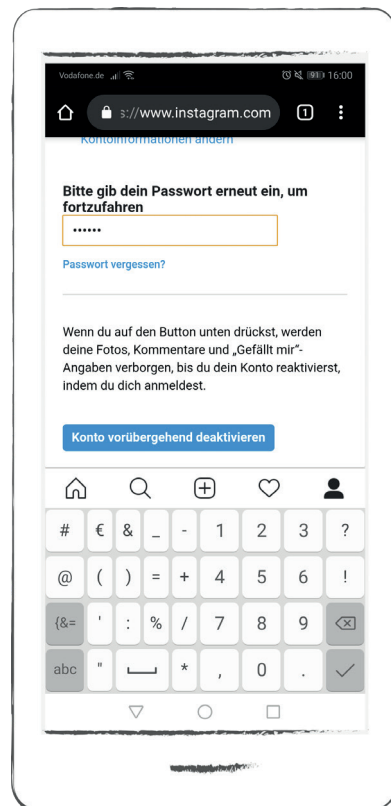 Vodafone.de 91 16:00
s://www.instagram.com 1
Kontoinformationen ändern
Bitte gib dein Passwort erneut ein, um
fortzufahren
••••••
Passwort vergessen?
Wenn du auf den Button unten drückst, werden
deine Fotos, Kommentare und „Gefällt mir"-
Angaben verborgen, bis du dein Konto reaktivierst,
indem du dich anmeldest.
Konto vorübergehend deaktivieren
# € & _ - 1 2 3 ?
@ ( ) = + 4 5 6 !
{&= ' : % / 7 8 9
abc " * , 0 .